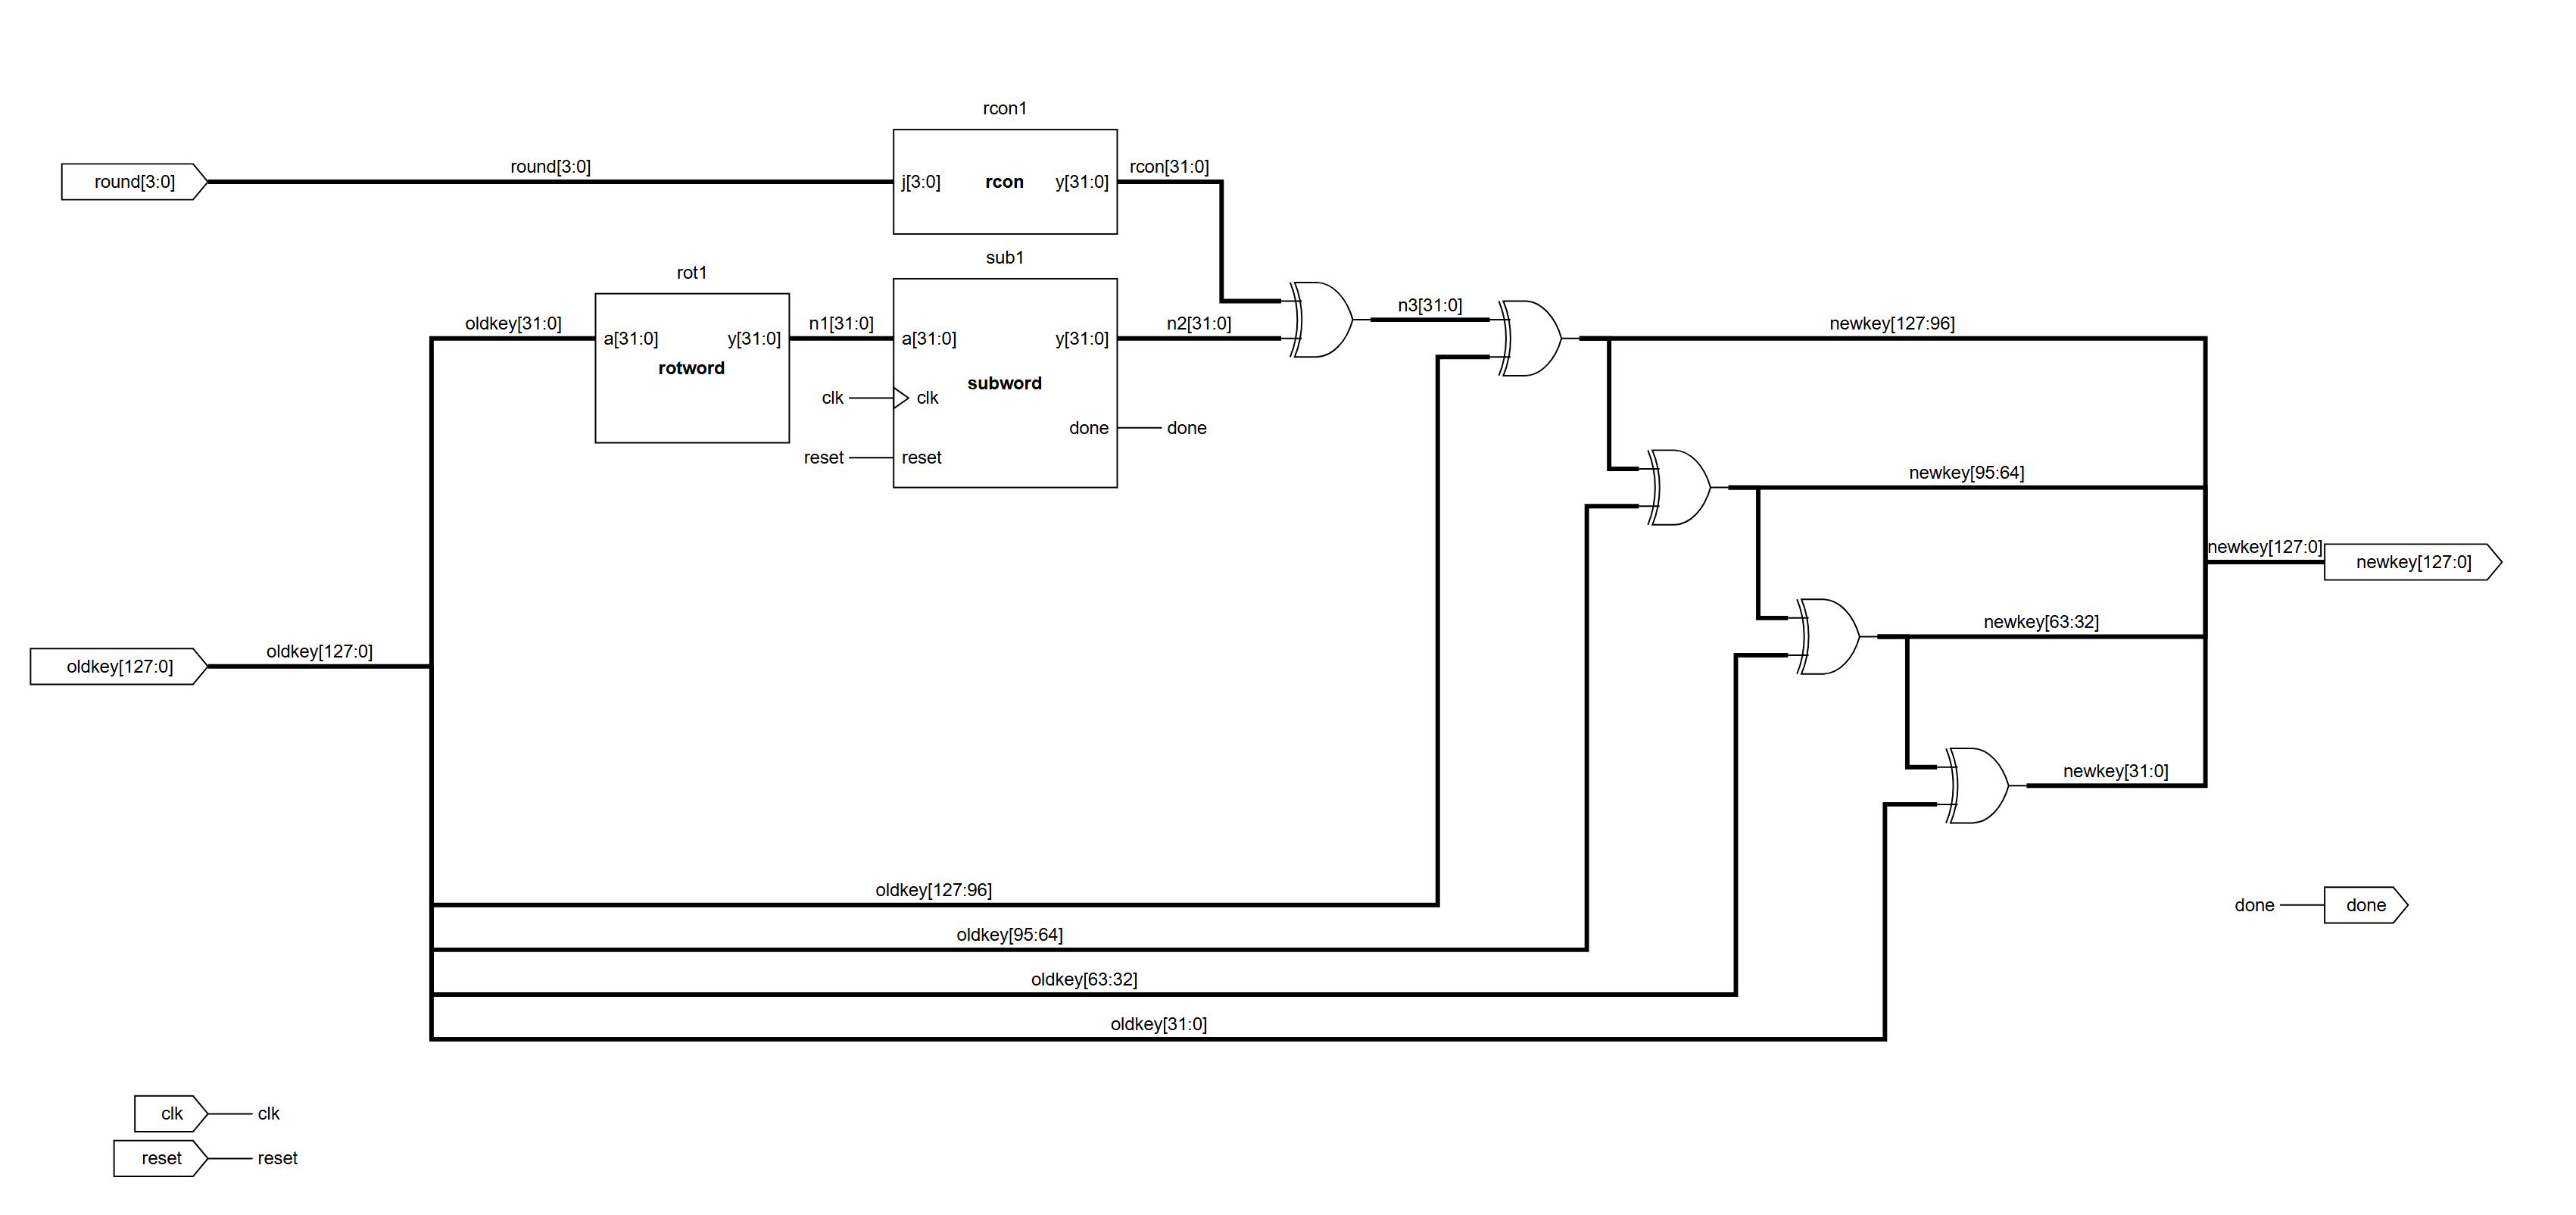 rcon1
round[3:0]
round[3:0]
j[3:0]
rcon
y[31:0]
rcon[31:0]
rot1
sub1
oldkey[31:0]
a[31:0]
y[31:0]
rotword
n1[31:0]
a[31:0]
y[31:0]
subword
clk
clk
done
done
reset
reset
n2[31:0]
n3[31:0]
newkey[127:96]
newkey[95:64]
newkey[127:0]
newkey[127:0]
newkey[63:32]
oldkey[127:0]
oldkey[127:0]
newkey[31:0]
oldkey[127:96]
done
done
oldkey[95:64]
oldkey[63:32]
oldkey[31:0]
clk
clk
reset
reset